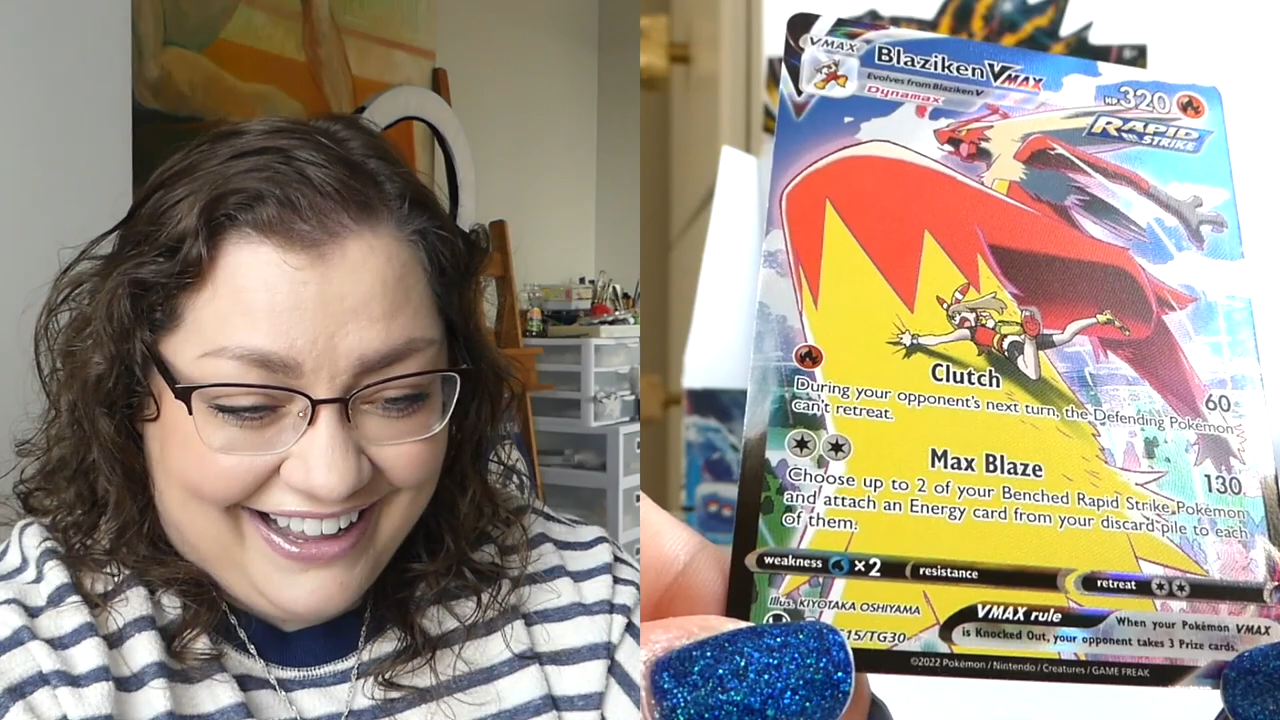 VMAX
Blaziken VMAX
Evolves from Blaziken V
Dynamax
HP 320
RAPID
STRIKE
Clutch
60
During your opponent's next turn, the Defending Pokémon
can't retreat.
Max Blaze
130
Choose up to 2 of your Benched Rapid Strike Pokémon
and attach an Energy card from your discard pile to each
of them.
weakness ×2
resistance
retreat
Illus. KIYOTAKA OSHIYAMA
VMAX rule
When your Pokémon VMAX
is Knocked Out, your opponent takes 3 Prize cards.
15/TG30
©2022 Pokémon / Nintendo / Creatures / GAME FREAK